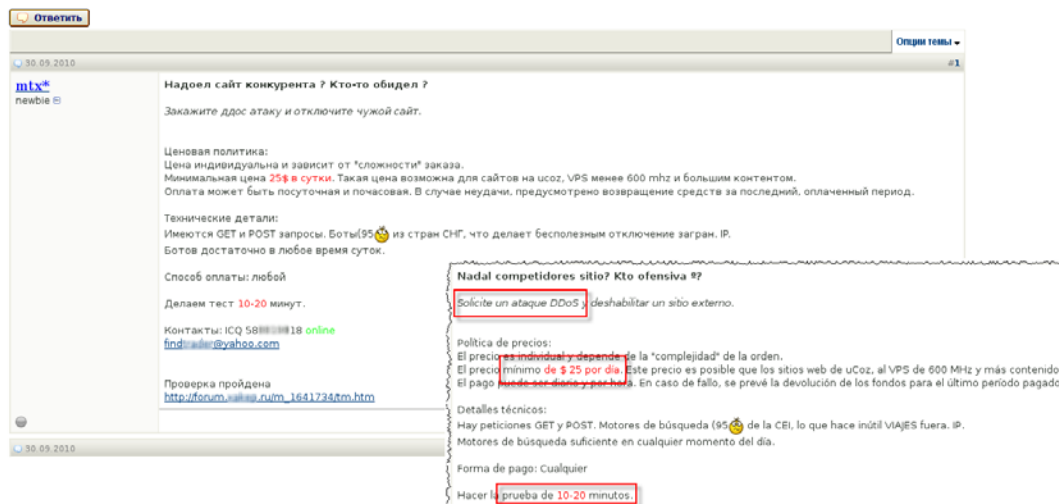 Ответить
Опции темы
30.09.2010
#1
mtx*
newbie
Надоел сайт конкурента ? Кто-то обидел ?
Закажите ддос атаку и отключите чужой сайт.
Ценовая политика:
Цена индивидуальна и зависит от "сложности" заказа.
Минимальная цена 25$ в сутки. Такая цена возможна для сайтов на ucoz, VPS менее 600 mhz и большим контентом.
Оплата может быть посуточная и почасовая. В случае неудачи, предусмотрено возвращение средств за последний, оплаченный период.
Технические детали:
Имеются GET и POST запросы. Боты(95 из стран СНГ, что делает бесполезным отключение загран. IP.
Ботов достаточно в любое время суток.
Способ оплаты: любой
Делаем тест 10-20 минут.
Контакты: ICQ 58 18 online
find @yahoo.com
Проверка пройдена
http://forum. .ru/m_1641734/tm.htm
30.09.2010
Nadal competidores sitio? Kto ofensiva º?
Solicite un ataque DDoS y deshabilitar un sitio externo.
Política de precios:
El precio es individual y depende de la "complejidad" de la orden.
El precio mínimo de $ 25 por día. Este precio es posible que los sitios web de uCoz, al VPS de 600 MHz y más contenido
El pago puede ser diario y por hora. En caso de fallo, se prevé la devolución de los fondos para el último período pagado
Detalles técnicos:
Hay peticiones GET y POST. Motores de búsqueda (95 de la CEI, lo que hace inútil VIAJES fuera. IP.
Motores de búsqueda suficiente en cualquier momento del día.
Forma de pago: Cualquier
Hacer la prueba de 10-20 minutos.